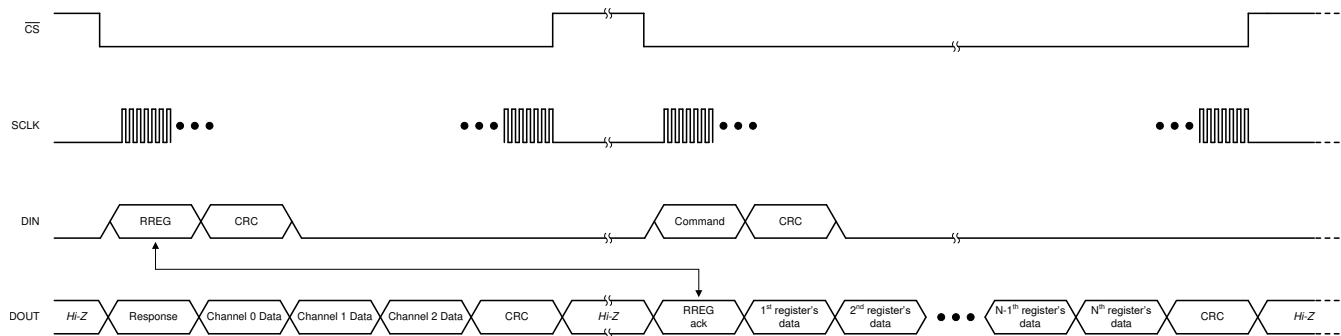 CS
SCLK
DIN
RREG
CRC
Command
CRC
DOUT
Hi-Z
Response
Channel 0 Data
Channel 1 Data
Channel 2 Data
CRC
Hi-Z
RREG
ack
1st register's
data
2nd register's
data
N-1th register's
data
Nth register's
data
CRC
Hi-Z